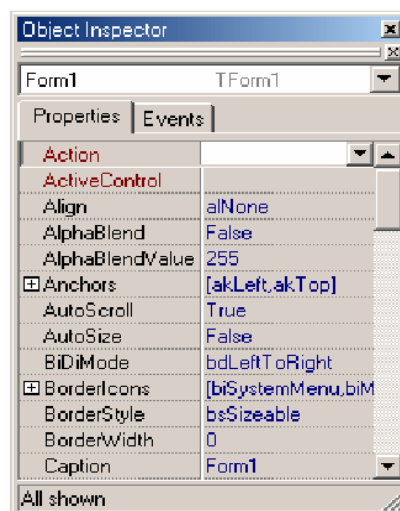 Object Inspector
Form1 TForm1
Properties Events
Action
ActiveControl
Align alNone
AlphaBlend False
AlphaBlendValue 255
Anchors [akLeft,akTop]
AutoScroll True
AutoSize False
BiDiMode bdLeftToRight
BorderIcons [biSystemMenu,biM
BorderStyle bsSizeable
BorderWidth 0
Caption Form1
All shown